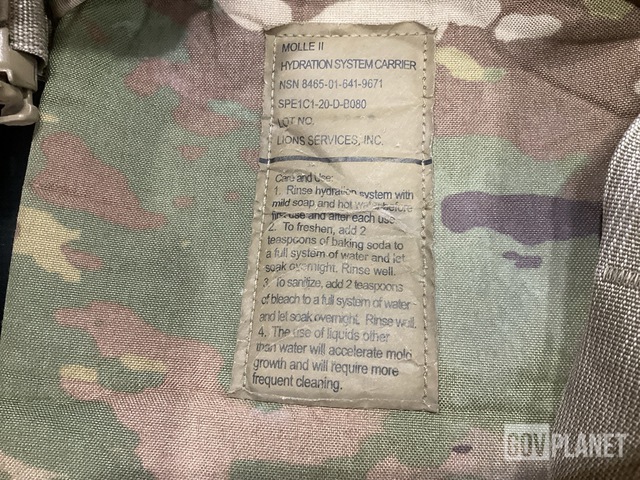 MOLLE II
HYDRATION SYSTEM CARRIER
NSN 8465-01-641-9671
SPE1C1-20-D-B080
LOT NO.
LIONS SERVICES, INC.
Care and Use:
1. Rinse hydration system with
mild soap and hot water before
first use and after each use.
2. To freshen, add 2
teaspoons of baking soda to
a full system of water and let
soak overnight. Rinse well.
3. To sanitize, add 2 teaspoons
of bleach to a full system of water
and let soak overnight. Rinse well.
4. The use of liquids other
than water will accelerate mold
growth and will require more
frequent cleaning.
GOVPLANET